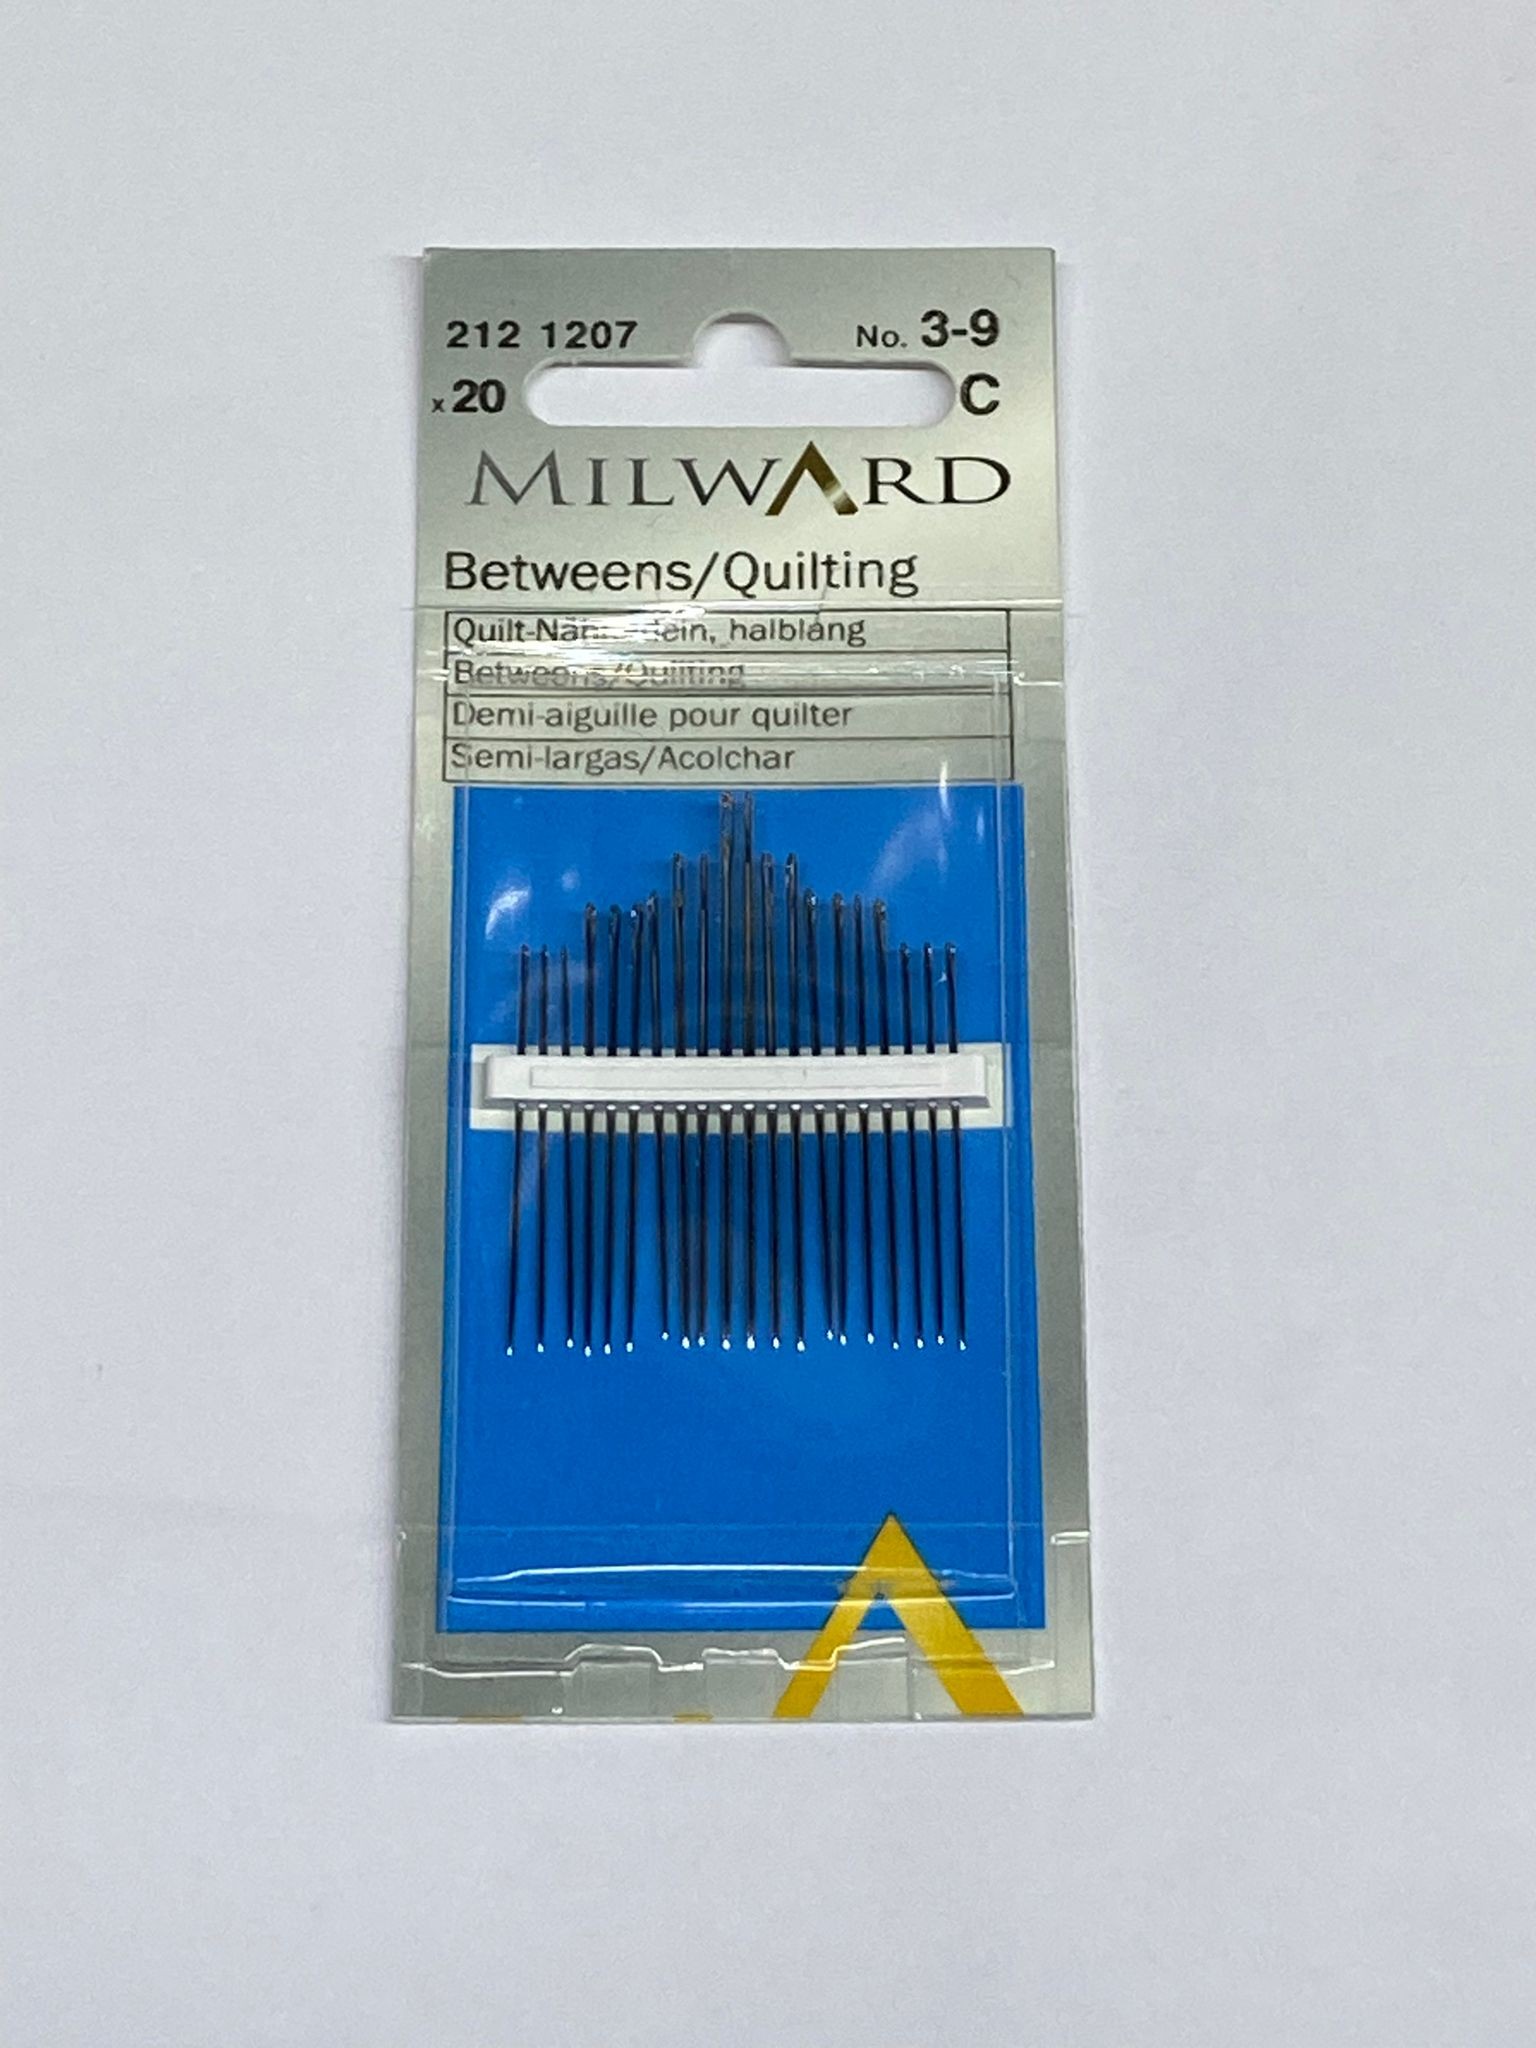 212 1207
No. 3-9
x 20
C
MILWARD
Betweens/Quilting
halblang
Betweens/Quilting
Demi-aiguille pour quilter
Semi-largas/Acolchar